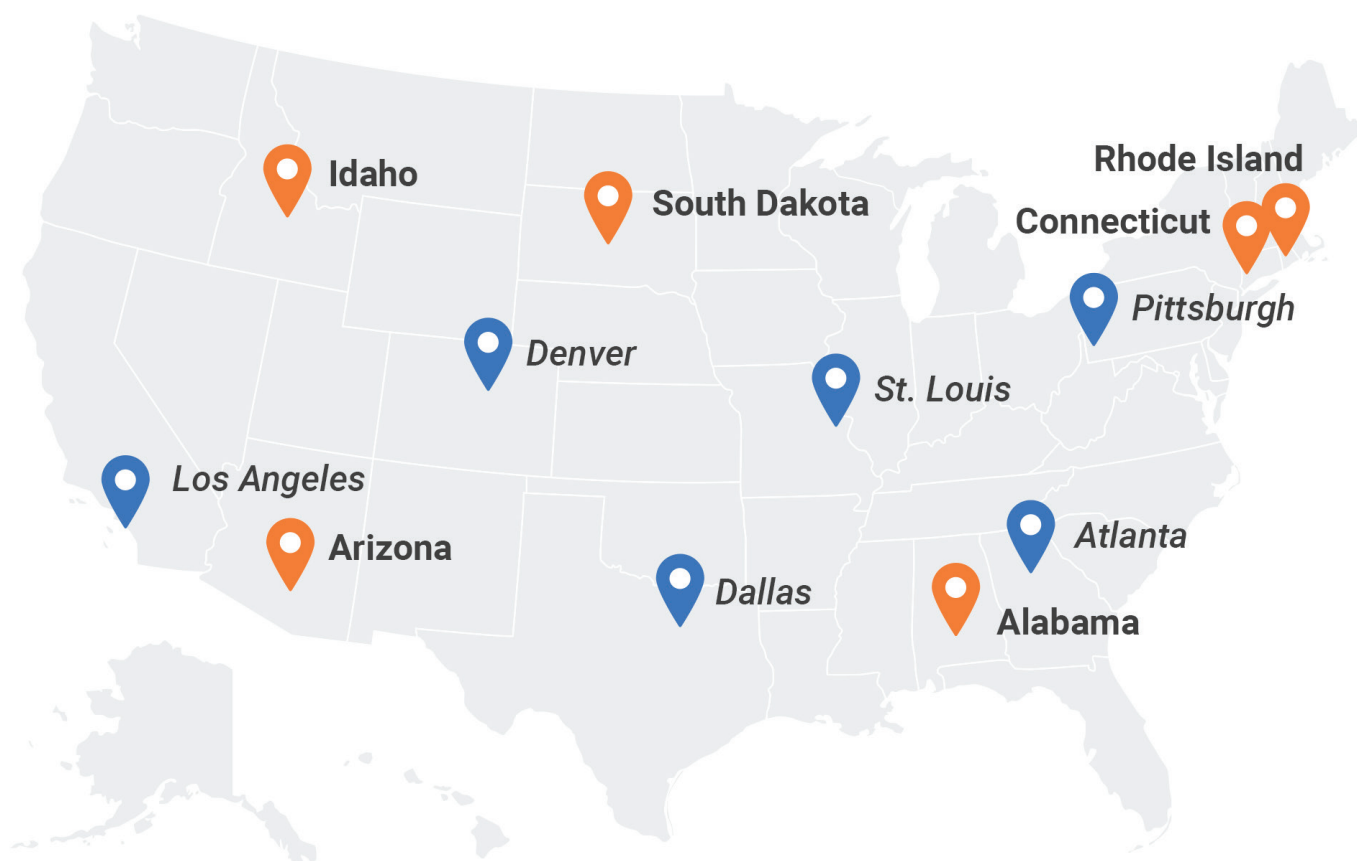 Rhode Island
Idaho
South Dakota
Connecticut
Pittsburgh
Denver
St. Louis
Los Angeles
Atlanta
Arizona
Dallas
Alabama